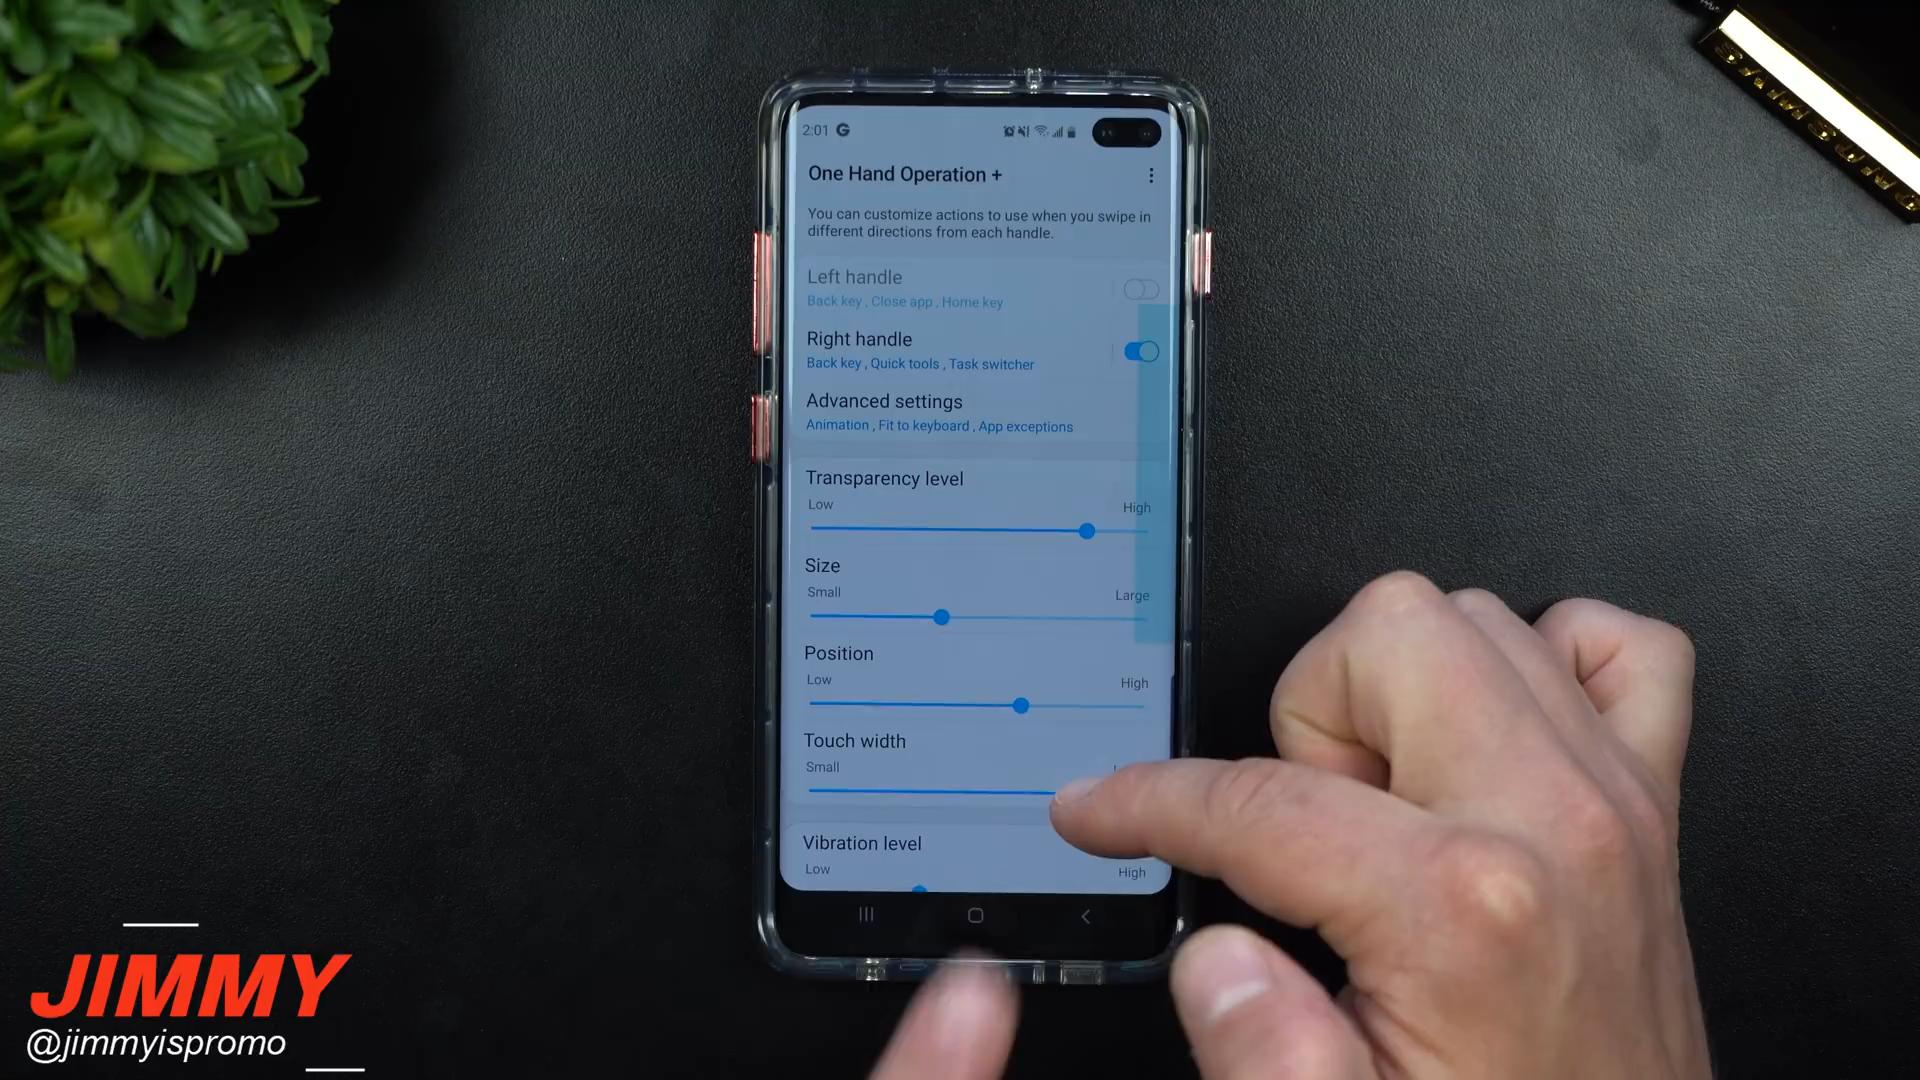 2:01 G
One Hand Operation +
You can customize actions to use when you swipe in
different directions from each handle.
Left handle
Back key , Close app , Home key
Right handle
Back key , Quick tools , Task switcher
Advanced settings
Animation , Fit to keyboard , App exceptions
Transparency level
Low High
Size
Small Large
Position
Low High
Touch width
Small
Vibration level
Low High
JIMMY
@jimmyispromo